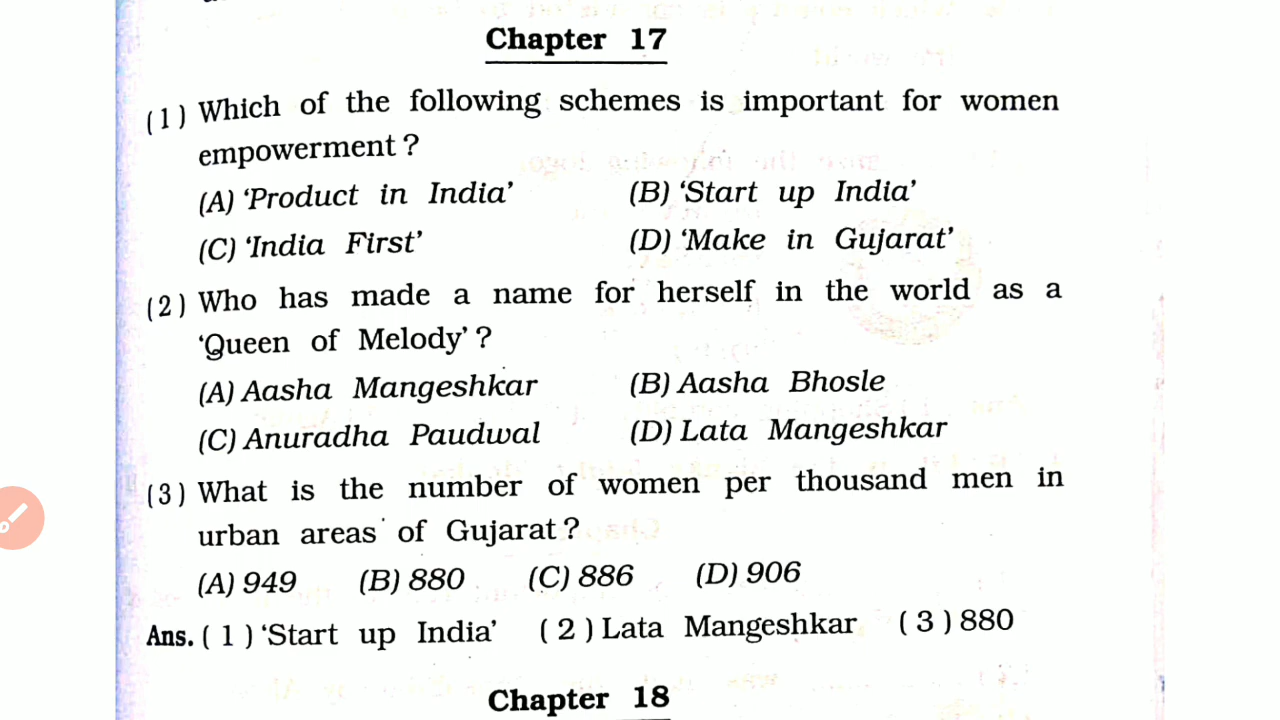 Chapter 17
(1) Which of the following schemes is important for women
empowerment ?
(A) 'Product in India' (B) 'Start up India'
(C) 'India First' (D) 'Make in Gujarat'
(2) Who has made a name for herself in the world as a
'Queen of Melody' ?
(A) Aasha Mangeshkar (B) Aasha Bhosle
(C) Anuradha Paudwal (D) Lata Mangeshkar
(3) What is the number of women per thousand men in
urban areas of Gujarat ?
(A) 949 (B) 880 (C) 886 (D) 906
Ans. ( 1 ) 'Start up India' ( 2 ) Lata Mangeshkar ( 3 ) 880
Chapter 18